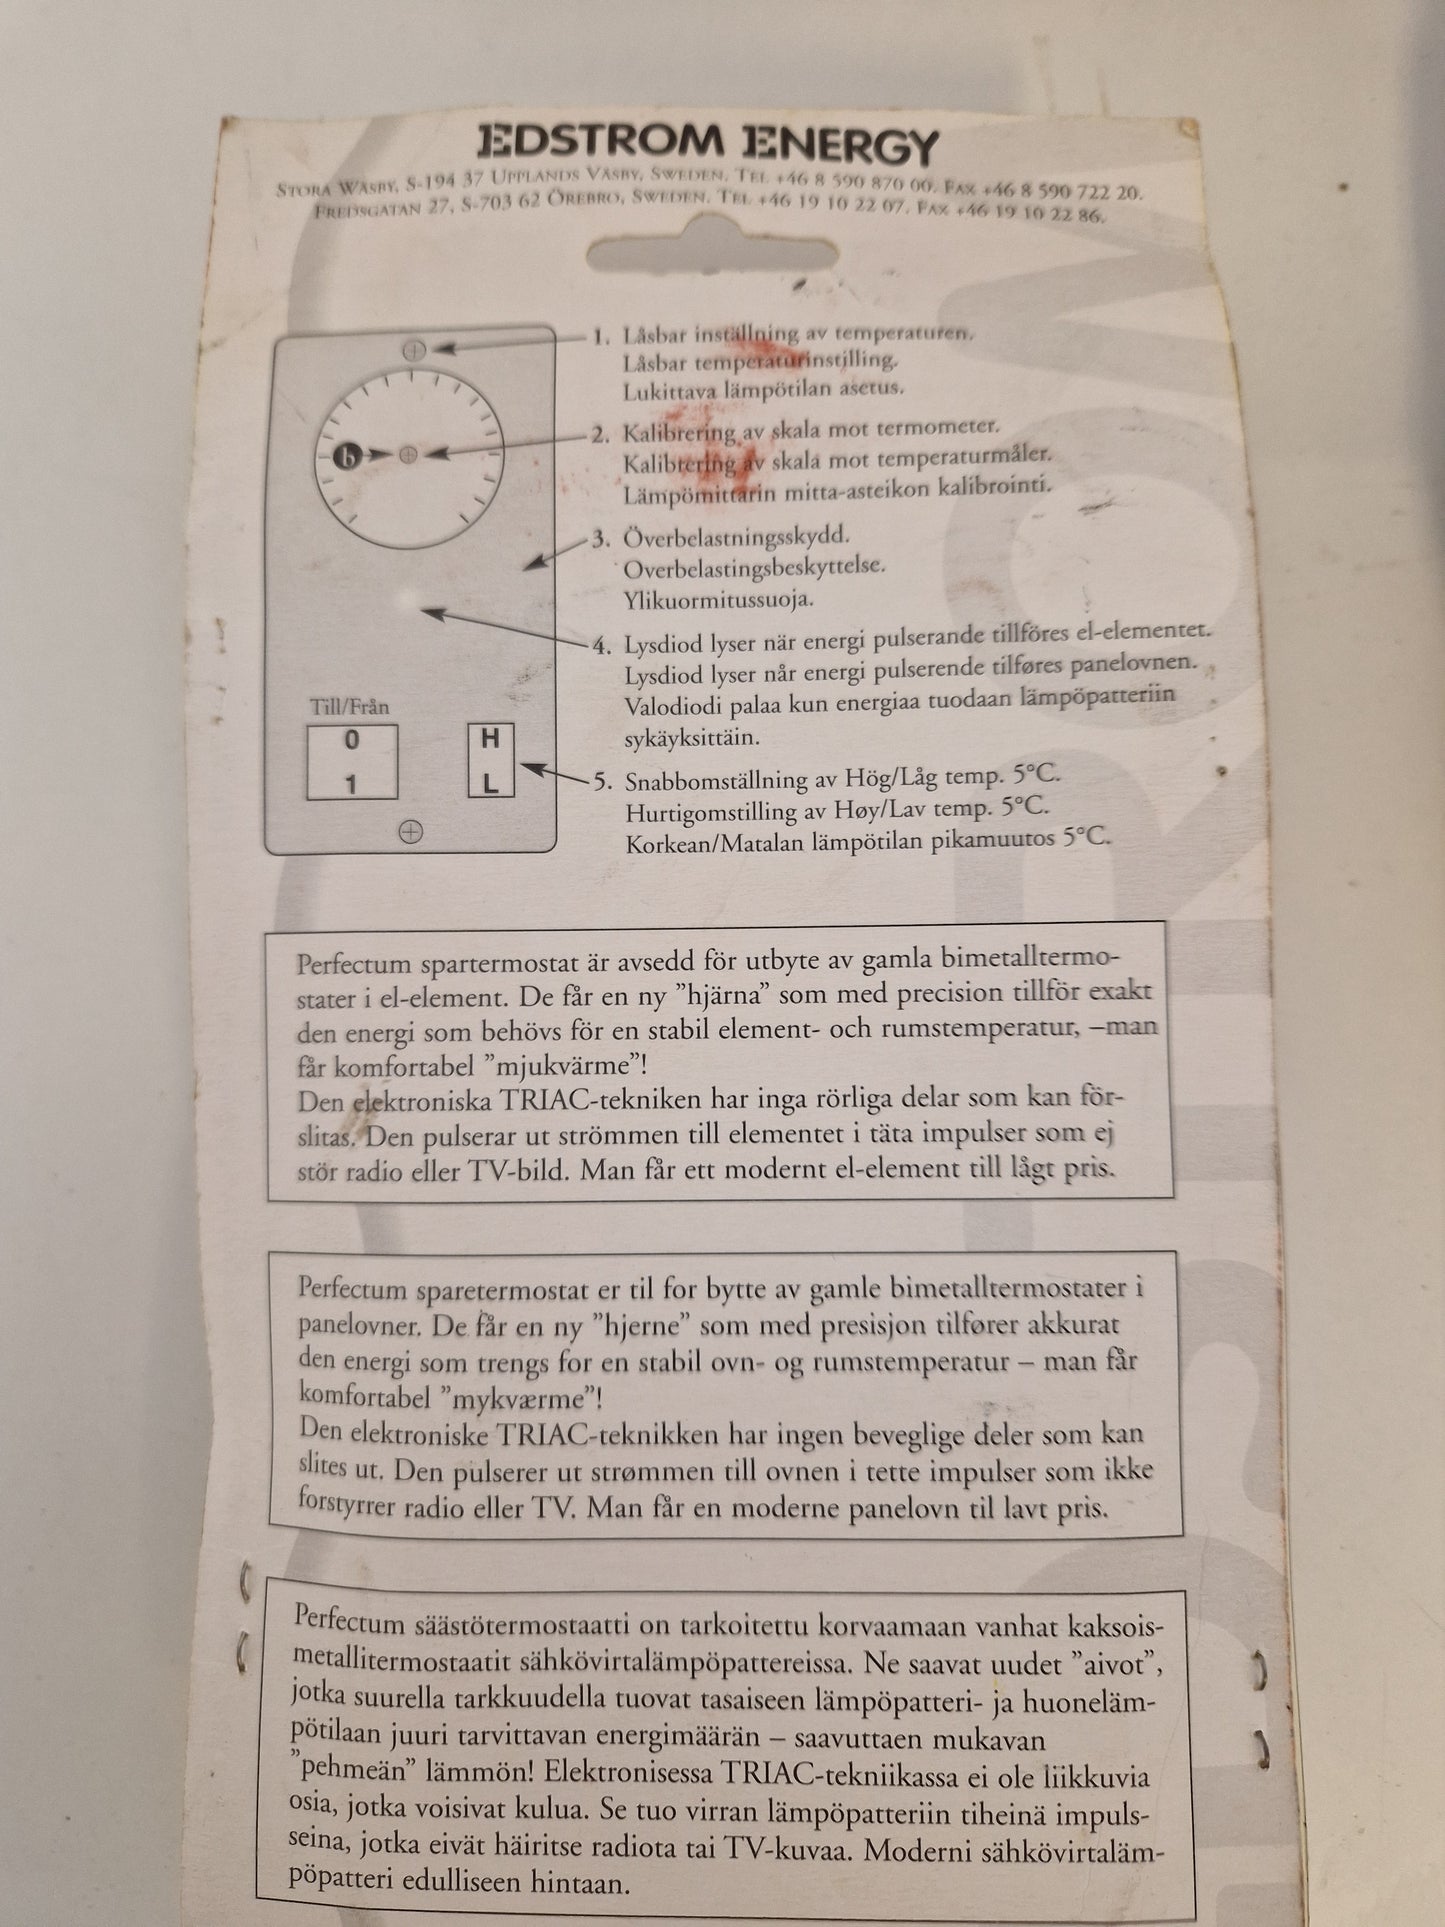 EDSTROM ENERGY
STORA WÄSBY, S-194 37 UPPLANDS VÄSBY, SWEDEN. TEL +46 8 590 870 00. FAX +46 8 590 722 20.
FREDSGATAN 27, S-703 62 ÖREBRO, SWEDEN. TEL +46 19 10 22 07. FAX +46 19 10 22 86.
1. Låsbar inställning av temperaturen.
Låsbar temperaturinstilling.
Lukittava lämpötilan asetus.
2. Kalibrering av skala mot termometer.
Kalibrering av skala mot temperaturmåler.
Lämpömittarin mitta-asteikon kalibrointi.
b
3. Överbelastningsskydd.
Overbelastingsbeskyttelse.
Ylikuormitussuoja.
4. Lysdiod lyser när energi pulserande tillföres el-elementet.
Lysdiod lyser når energi pulserende tilføres panelovnen.
Valodiodi palaa kun energiaa tuodaan lämpöpatteriin
sykäyksittäin.
Till/Från
0
1
H
L
5. Snabbomställning av Hög/Låg temp. 5°C.
Hurtigomstilling av Høy/Lav temp. 5°C.
Korkean/Matalan lämpötilan pikamuutos 5°C.
Perfectum spartermostat är avsedd för utbyte av gamla bimetalltermo-
stater i el-element. De får en ny ”hjärna” som med precision tillför exakt
den energi som behövs för en stabil element- och rumstemperatur, –man
får komfortabel ”mjukvärme”!
Den elektroniska TRIAC-tekniken har inga rörliga delar som kan för-
slitas. Den pulserar ut strömmen till elementet i täta impulser som ej
stör radio eller TV-bild. Man får ett modernt el-element till lågt pris.
Perfectum sparetermostat er til for bytte av gamle bimetalltermostater i
panelovner. De får en ny ”hjerne” som med presisjon tilfører akkurat
den energi som trengs for en stabil ovn- og rumstemperatur – man får
komfortabel ”mykværme”!
Den elektroniske TRIAC-teknikken har ingen beveglige deler som kan
slites ut. Den pulserer ut strømmen till ovnen i tette impulser som ikke
forstyrrer radio eller TV. Man får en moderne panelovn til lavt pris.
Perfectum säästötermostaatti on tarkoitettu korvaamaan vanhat kaksois-
metallitermostaatit sähkövirtalämpöpattereissa. Ne saavat uudet ”aivot”,
jotka suurella tarkkuudella tuovat tasaiseen lämpöpatteri- ja huoneläm-
pötilaan juuri tarvittavan energimäärän – saavuttaen mukavan
”pehmeän” lämmön! Elektronisessa TRIAC-tekniikassa ei ole liikkuvia
osia, jotka voisivat kulua. Se tuo virran lämpöpatteriin tiheinä impuls-
seina, jotka eivät häiritse radiota tai TV-kuvaa. Moderni sähkövirtaläm-
pöpatteri edulliseen hintaan.